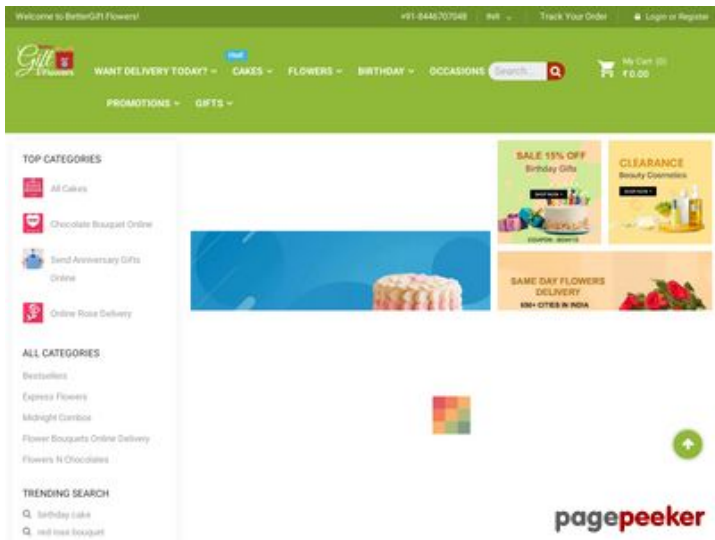 Welcome to BetterGift Flowers!
+91-8446707048
INR
Track Your Order
Login or Register
Gift
& Flowers
WANT DELIVERY TODAY?
CAKES
FLOWERS
BIRTHDAY
OCCASIONS
Search...
My Cart (0)
₹0.00
PROMOTIONS
GIFTS
TOP CATEGORIES
All Cakes
Chocolate Bouquet Online
Send Anniversary Gifts
Online
Online Rose Delivery
ALL CATEGORIES
Bestsellers
Express Flowers
Midnight Combos
Flower Bouquets Online Delivery
Flowers N Chocolates
TRENDING SEARCH
birthday cake
red rose bouquet
SALE 15% OFF
Birthday Gifts
SHOP NOW
CLEARANCE
Beauty Cosmetics
SHOP NOW
SAME DAY FLOWERS
DELIVERY
CITIES IN INDIA
pagepeeker